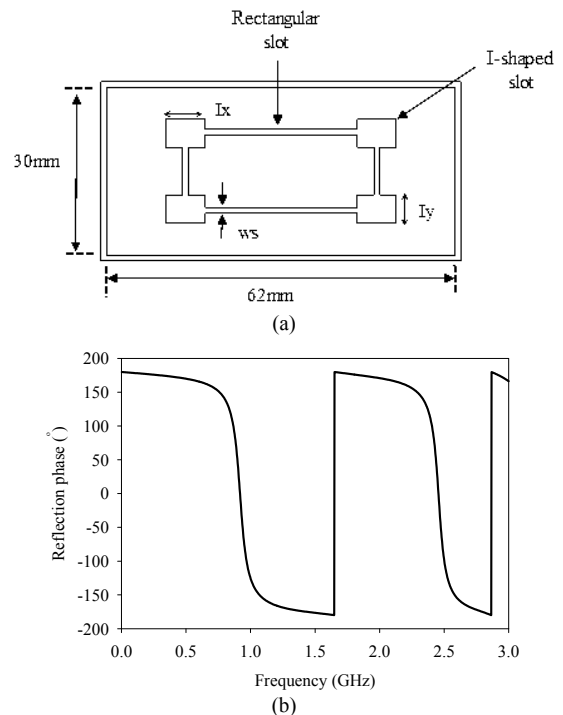 Rectangular
slot
I-shaped
slot
Ix
30mm
Iy
ws
62mm
(a)
200
150
100
50
0
-50
-100
-150
-200
Reflection phase (°)
0.0 0.5 1.0 1.5 2.0 2.5 3.0
Frequency (GHz)
(b)